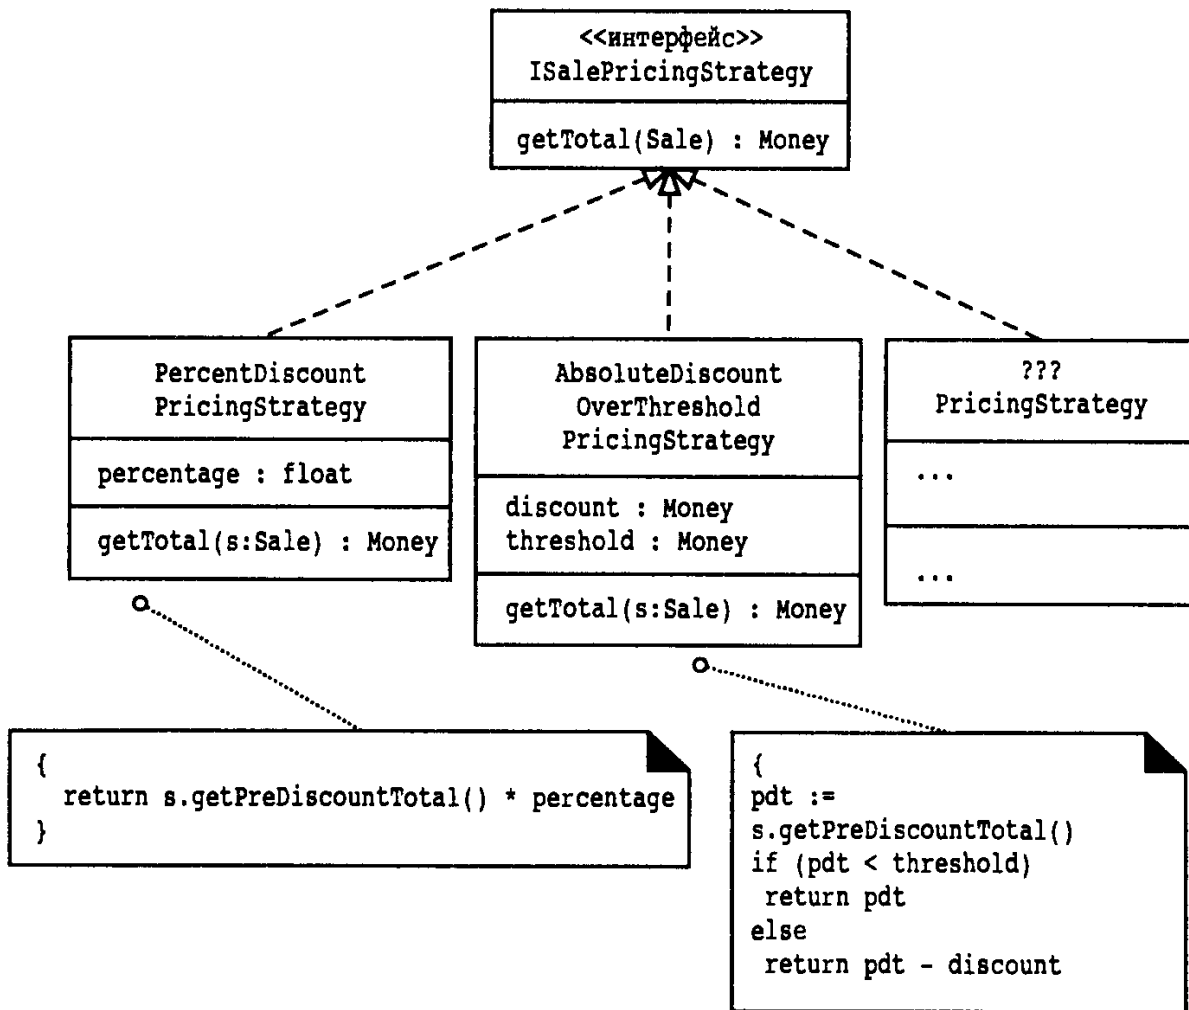 <<интерфейс>>
ISalePricingStrategy
getTotal(Sale) : Money
PercentDiscount
PricingStrategy
percentage : float
getTotal(s:Sale) : Money
AbsoluteDiscount
OverThreshold
PricingStrategy
discount : Money
threshold : Money
getTotal(s:Sale) : Money
???
PricingStrategy
...
...
{
return s.getPreDiscountTotal() * percentage
}
{
pdt :=
s.getPreDiscountTotal()
if (pdt < threshold)
return pdt
else
return pdt - discount